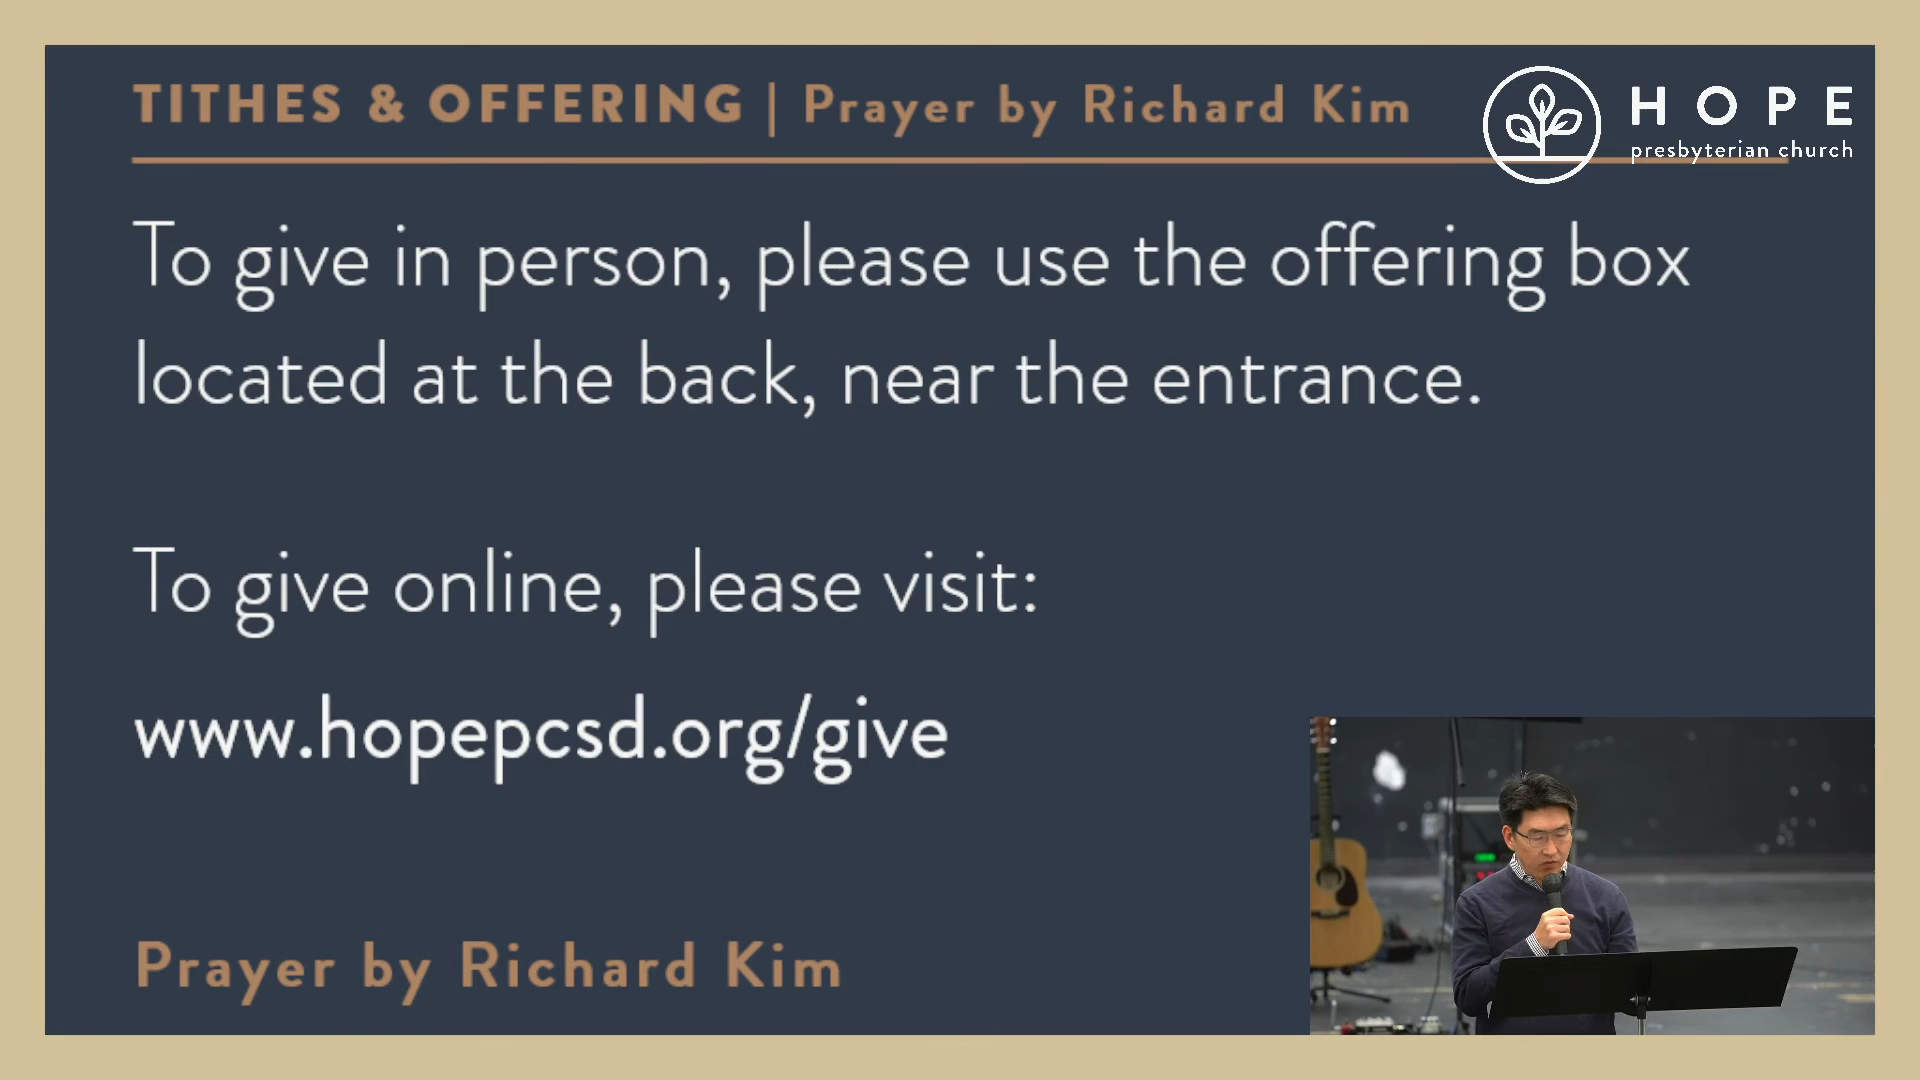 TITHES & OFFERING | Prayer by Richard Kim
HOPE
presbyterian church
To give in person, please use the offering box
located at the back, near the entrance.
To give online, please visit:
www.hopepcsd.org/give
Prayer by Richard Kim